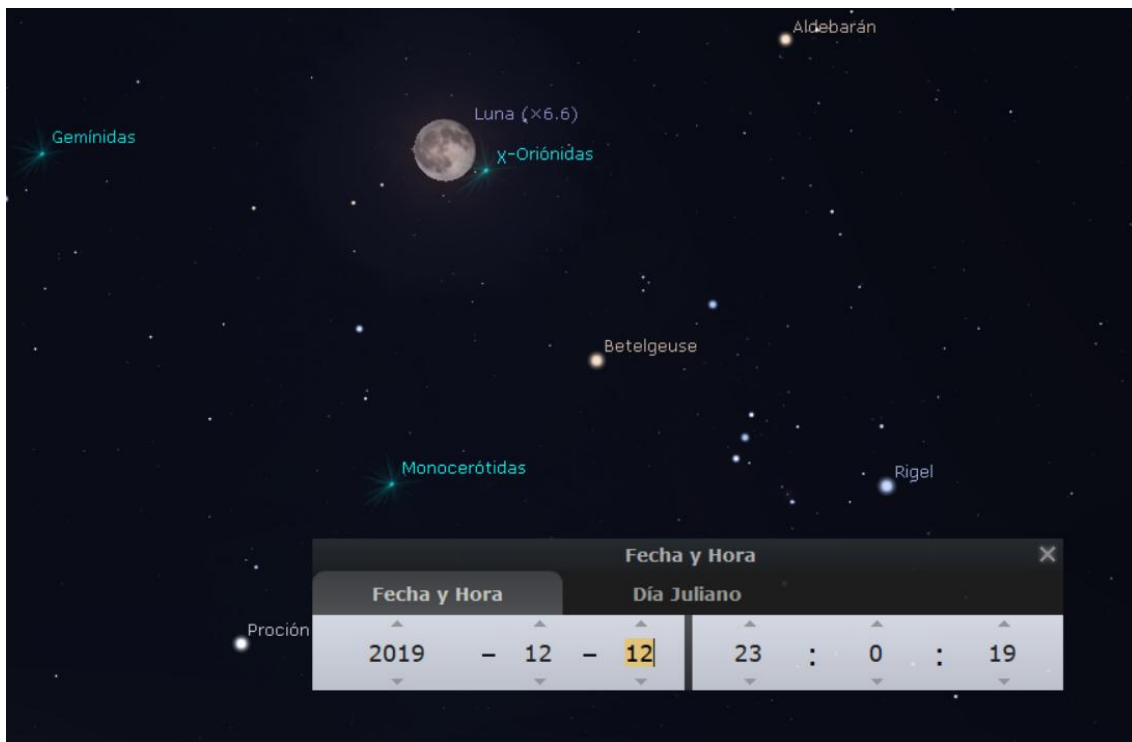 Aldebarán
Luna (×6.6)
Gemínidas
χ-Oriónidas
Betelgeuse
Monocerótidas
Rigel
Fecha y Hora
Fecha y Hora Día Juliano
Proción
2019 - 12 - 12 23 : 0 : 19